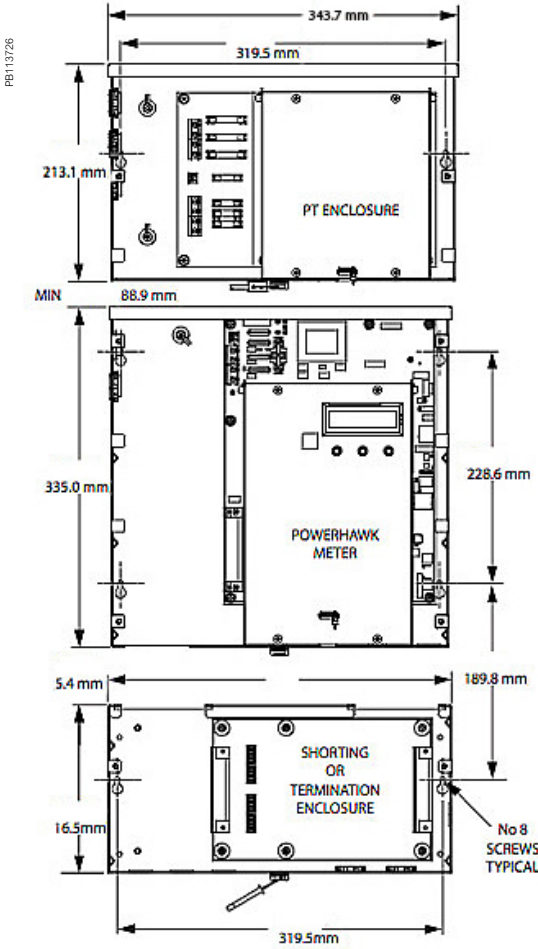 PB113726
343.7 mm
319.5 mm
213.1 mm
PT ENCLOSURE
MIN
88.9 mm
335.0 mm
228.6 mm
POWERHAWK
METER
5.4 mm
189.8 mm
SHORTING
OR
TERMINATION
ENCLOSURE
16.5mm
No 8
SCREWS
TYPICAL
319.5mm